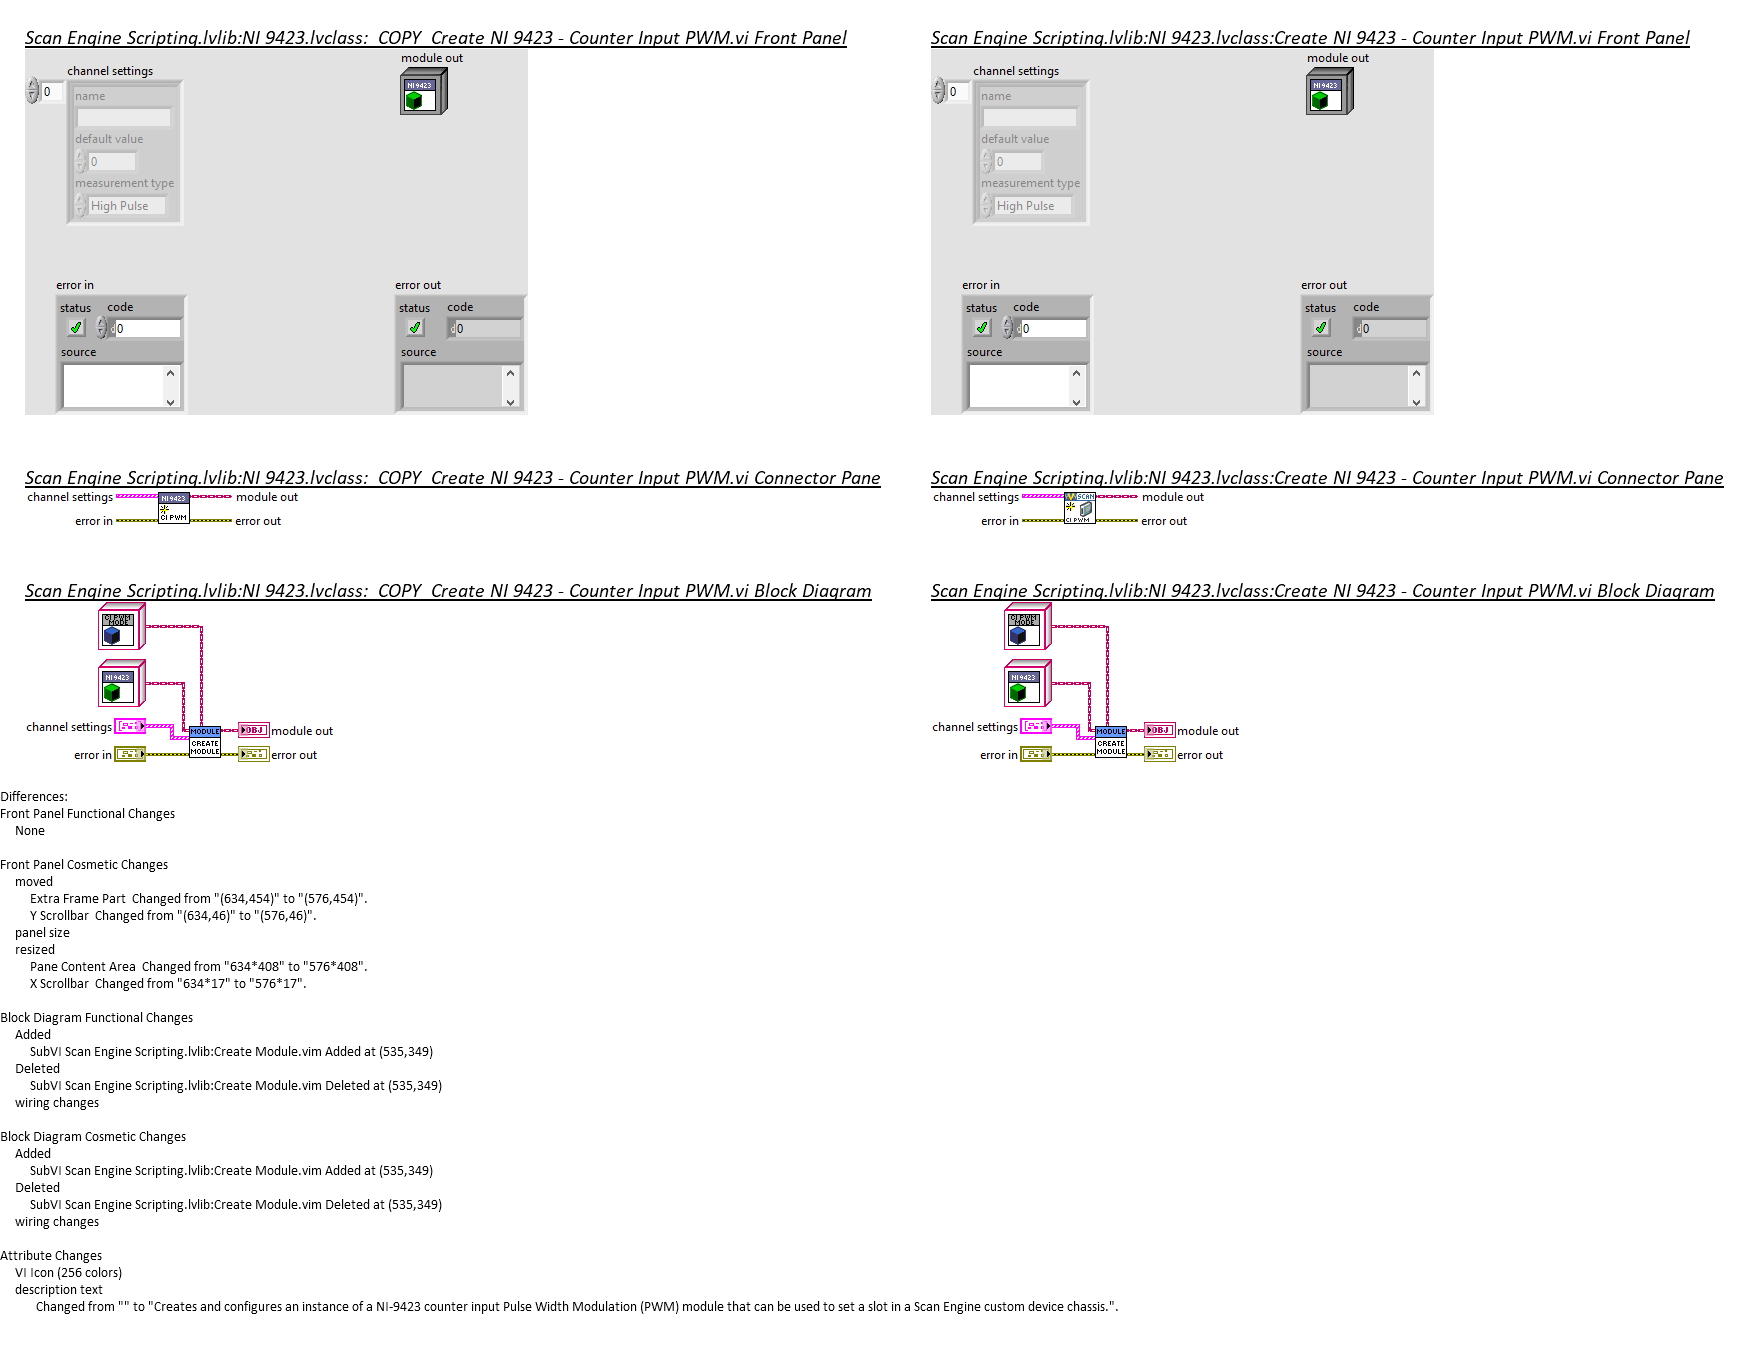 Scan Engine Scripting.lvlib:NI 9423.lvclass:  COPY  Create NI 9423 - Counter Input PWM.vi Front Panel
channel settings
module out
0
name
NI 9423
default value
0
measurement type
High Pulse
error in
error out
status code
status code
0
0
source
source
Scan Engine Scripting.lvlib:NI 9423.lvclass:Create NI 9423 - Counter Input PWM.vi Front Panel
channel settings
module out
0
name
NI 9423
default value
0
measurement type
High Pulse
error in
error out
status code
status code
0
0
source
source
Scan Engine Scripting.lvlib:NI 9423.lvclass:  COPY  Create NI 9423 - Counter Input PWM.vi Connector Pane
channel settings
NI 9423
module out
error in
CI PWM
error out
Scan Engine Scripting.lvlib:NI 9423.lvclass:Create NI 9423 - Counter Input PWM.vi Connector Pane
channel settings
V SCAN
module out
error in
CI PWM
error out
Scan Engine Scripting.lvlib:NI 9423.lvclass:  COPY  Create NI 9423 - Counter Input PWM.vi Block Diagram
CI PWM
MODE
NI 9423
channel settings
MODULE
OBJ
module out
CREATE
MODULE
error in
error out
Scan Engine Scripting.lvlib:NI 9423.lvclass:Create NI 9423 - Counter Input PWM.vi Block Diagram
CI PWM
MODE
NI 9423
channel settings
MODULE
OBJ
module out
CREATE
MODULE
error in
error out
Differences:
Front Panel Functional Changes
None
Front Panel Cosmetic Changes
moved
Extra Frame Part  Changed from "(634,454)" to "(576,454)".
Y Scrollbar  Changed from "(634,46)" to "(576,46)".
panel size
resized
Pane Content Area  Changed from "634*408" to "576*408".
X Scrollbar  Changed from "634*17" to "576*17".
Block Diagram Functional Changes
Added
SubVI Scan Engine Scripting.lvlib:Create Module.vim Added at (535,349)
Deleted
SubVI Scan Engine Scripting.lvlib:Create Module.vim Deleted at (535,349)
wiring changes
Block Diagram Cosmetic Changes
Added
SubVI Scan Engine Scripting.lvlib:Create Module.vim Added at (535,349)
Deleted
SubVI Scan Engine Scripting.lvlib:Create Module.vim Deleted at (535,349)
wiring changes
Attribute Changes
VI Icon (256 colors)
description text
Changed from "" to "Creates and configures an instance of a NI-9423 counter input Pulse Width Modulation (PWM) module that can be used to set a slot in a Scan Engine custom device chassis.".